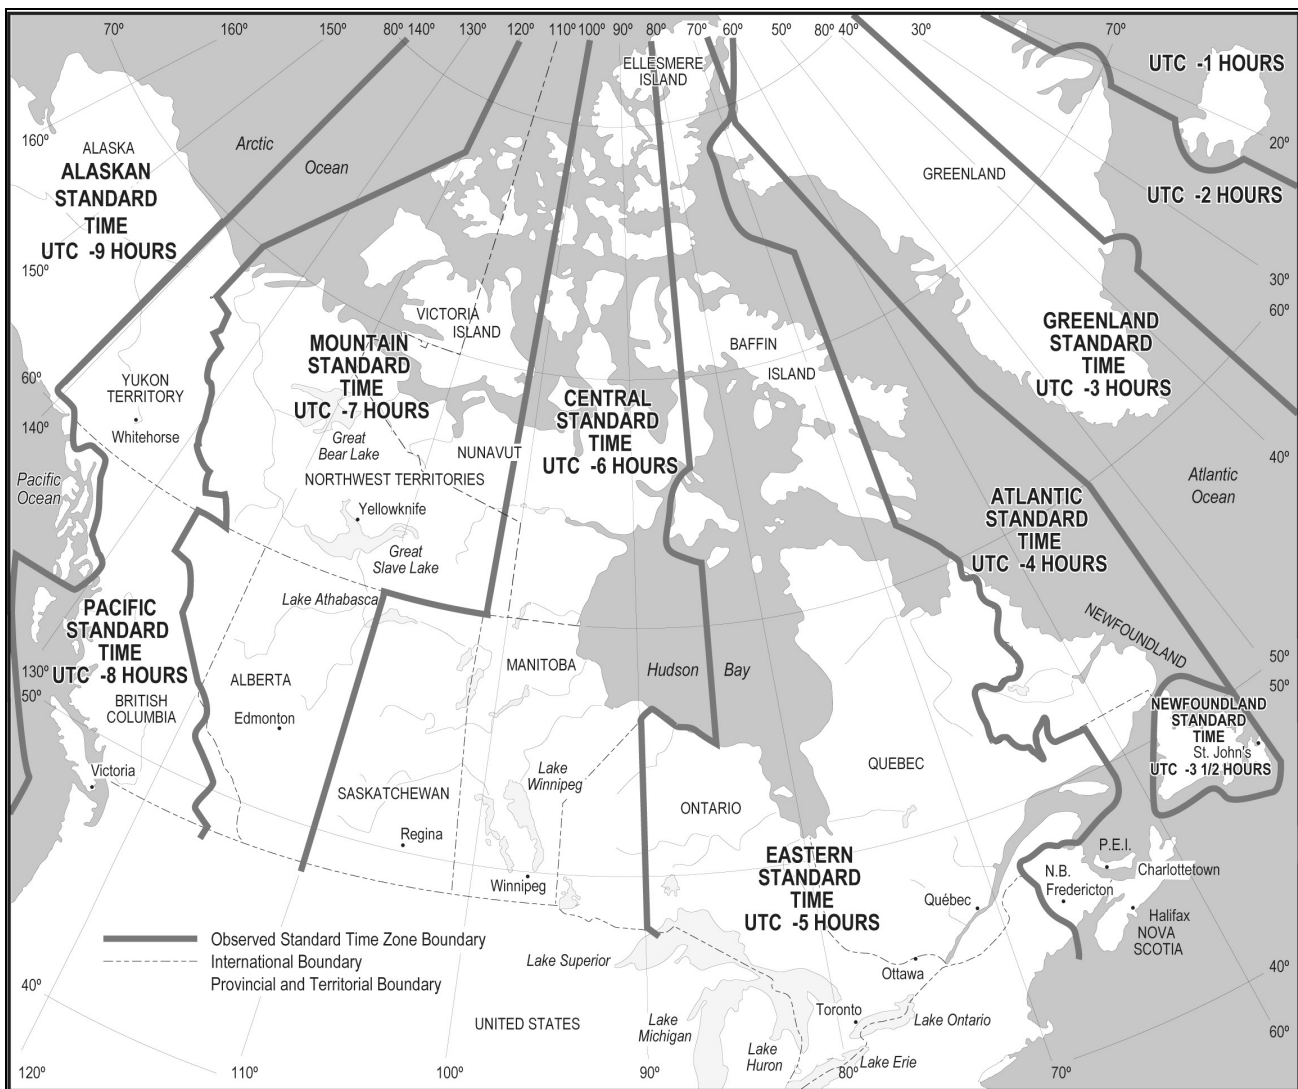 70º
160º
150º
80º
140º
130º
120º
110º
100º
90º
80º
70º
60º
50º
80º
40º
30º
70º
UTC -1 HOURS
20º
160º
ALASKA
ALASKAN
STANDARD
TIME
UTC -9 HOURS
150º
Arctic
Ocean
ELLESMERE
ISLAND
GREENLAND
UTC -2 HOURS
30º
60º
VICTORIA
ISLAND
MOUNTAIN
STANDARD
TIME
UTC -7 HOURS
BAFFIN
ISLAND
GREENLAND
STANDARD
TIME
UTC -3 HOURS
60º
140º
YUKON
TERRITORY
Whitehorse
CENTRAL
STANDARD
TIME
UTC -6 HOURS
Great
Bear Lake
NUNAVUT
NORTHWEST TERRITORIES
Yellowknife
Great
Slave Lake
Pacific
Ocean
40º
Atlantic
Ocean
ATLANTIC
STANDARD
TIME
UTC -4 HOURS
Lake Athabasca
PACIFIC
STANDARD
TIME
UTC -8 HOURS
130º
50º
BRITISH
COLUMBIA
Victoria
ALBERTA
Edmonton
MANITOBA
Hudson Bay
NEWFOUNDLAND
50º
50º
NEWFOUNDLAND
STANDARD
TIME
St. John's
UTC -3 1/2 HOURS
SASKATCHEWAN
Regina
Lake
Winnipeg
Winnipeg
ONTARIO
QUEBEC
EASTERN
STANDARD
TIME
UTC -5 HOURS
Québec
P.E.I.
Charlottetown
N.B.
Fredericton
Halifax
NOVA
SCOTIA
Observed Standard Time Zone Boundary
International Boundary
Provincial and Territorial Boundary
Lake Superior
Ottawa
Toronto
Lake Ontario
UNITED STATES
Lake
Michigan
Lake
Huron
Lake Erie
40º
40º
60º
120º
110º
100º
90º
80º
70º